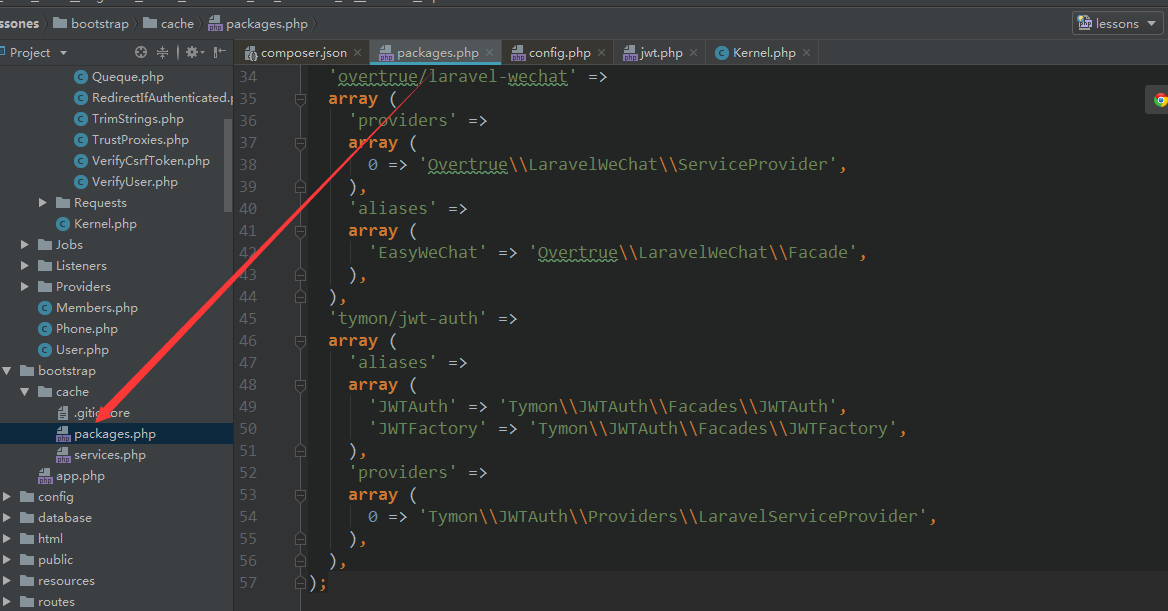 ssones bootstrap cache packages.php lessons
Project composer.json packages.php config.php jwt.php Kernel.php
Queque.php
RedirectIfAuthenticated.p
TrimStrings.php
TrustProxies.php
VerifyCsrfToken.php
VerifyUser.php
Requests
Kernel.php
Jobs
Listeners
Providers
Members.php
Phone.php
User.php
bootstrap
cache
packages.php
services.php
app.php
config
database
html
public
resources
routes
34 'overtrue/laravel-wechat' =>
35 array (
36 'providers' =>
37 array (
38 0 => 'Overtrue\\LaravelWeChat\\ServiceProvider',
39 ),
40 'aliases' =>
41 array (
42 'EasyWeChat' => 'Overtrue\\LaravelWeChat\\Facade',
43 ),
44 ),
45 'tymon/jwt-auth' =>
46 array (
47 'aliases' =>
48 array (
49 'JWTAuth' => 'Tymon\\JWTAuth\\Facades\\JWTAuth',
50 'JWTFactory' => 'Tymon\\JWTAuth\\Facades\\JWTFactory',
51 ),
52 'providers' =>
53 array (
54 0 => 'Tymon\\JWTAuth\\Providers\\LaravelServiceProvider',
55 ),
56 ),
57 );